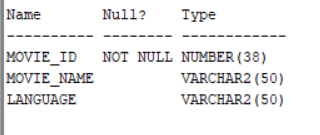 Name Null? Type
---------- -------- ------------
MOVIE_ID NOT NULL NUMBER(38)
MOVIE_NAME VARCHAR2(50)
LANGUAGE VARCHAR2(50)